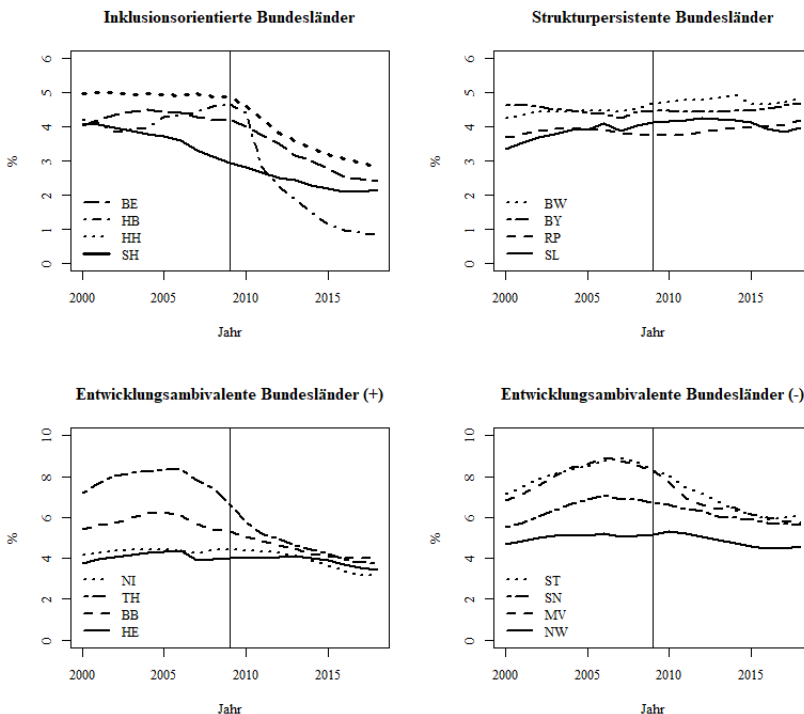 Inklusionsorientierte Bundesländer
6
5
4
3
2
1
0
%
BE
HB
HH
SH
2000 2005 2010 2015
Jahr
Strukturpersistente Bundesländer
6
5
4
3
2
1
0
%
BW
BY
RP
SL
2000 2005 2010 2015
Jahr
Entwicklungsambivalente Bundesländer (+)
10
8
6
4
2
0
%
NI
TH
BB
HE
2000 2005 2010 2015
Jahr
Entwicklungsambivalente Bundesländer (-)
10
8
6
4
2
0
%
ST
SN
MV
NW
2000 2005 2010 2015
Jahr